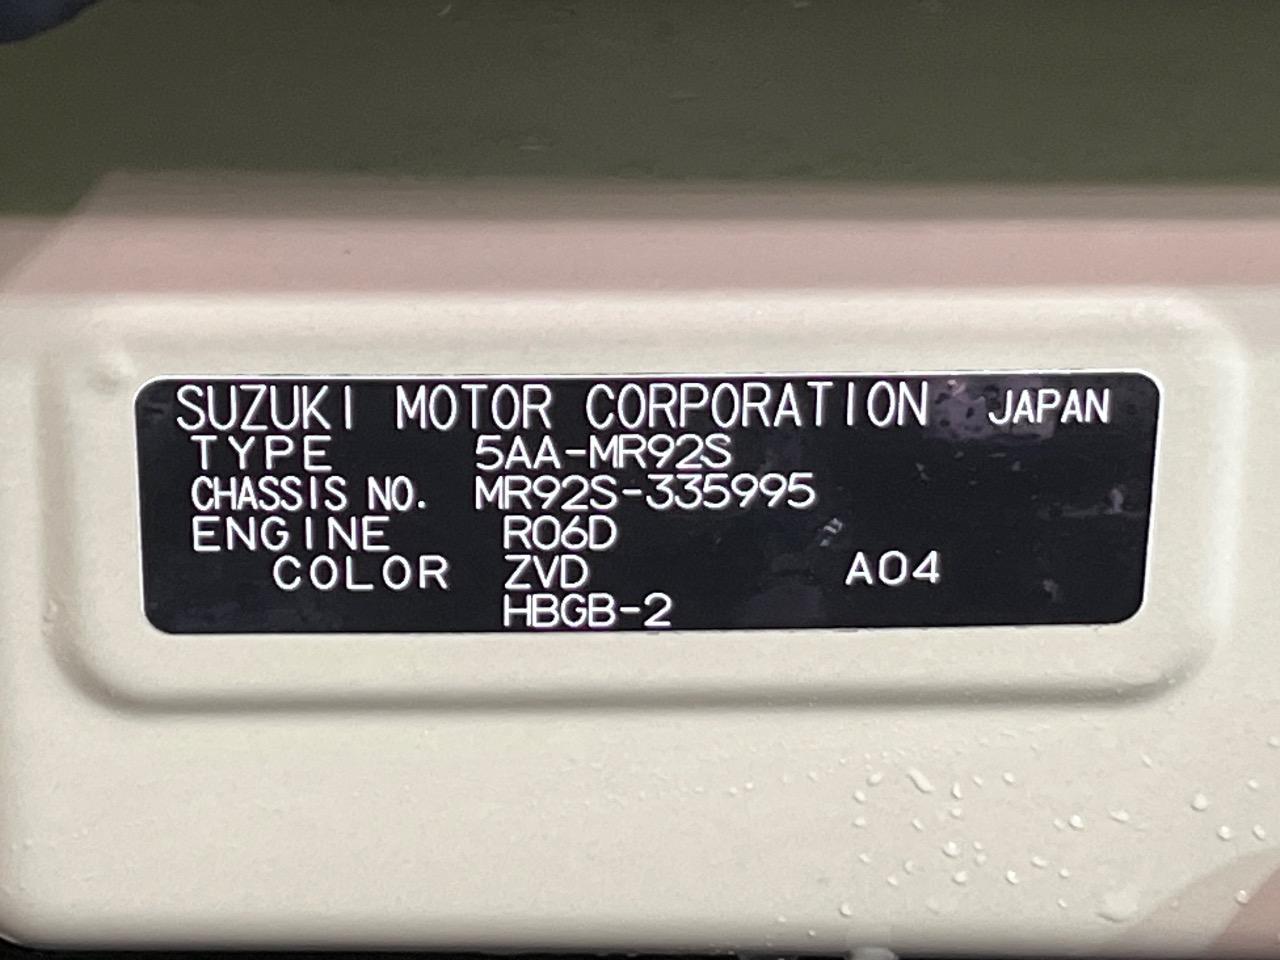 SUZUKI MOTOR CORPORATION JAPAN
TYPE 5AA-MR92S
CHASSIS NO. MR92S-335995
ENGINE R06D
COLOR ZVD A04
HBGB-2